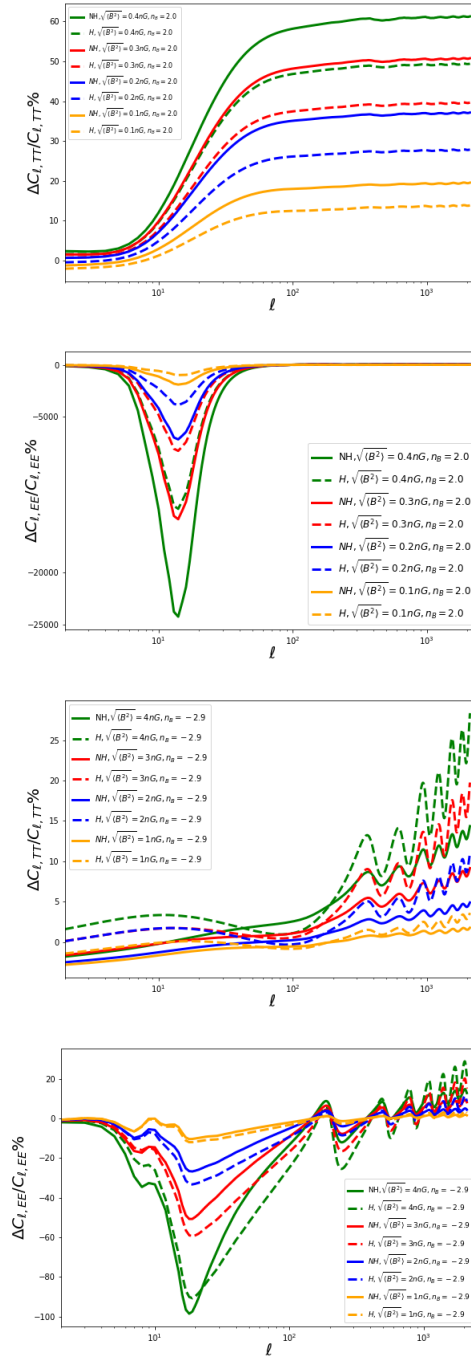 60
50
40
30
20
10
0
ΔC_ℓ,TT/C_ℓ,TT%
NH, √⟨B²⟩ = 0.4nG, n_B = 2.0
H, √⟨B²⟩ = 0.4nG, n_B = 2.0
NH, √⟨B²⟩ = 0.3nG, n_B = 2.0
H, √⟨B²⟩ = 0.3nG, n_B = 2.0
NH, √⟨B²⟩ = 0.2nG, n_B = 2.0
H, √⟨B²⟩ = 0.2nG, n_B = 2.0
NH, √⟨B²⟩ = 0.1nG, n_B = 2.0
H, √⟨B²⟩ = 0.1nG, n_B = 2.0
10¹ 10² 10³
ℓ
0
−5000
−20000
−25000
ΔC_ℓ,EE/C_ℓ,EE%
NH, √⟨B²⟩ = 0.4nG, n_B = 2.0
H, √⟨B²⟩ = 0.4nG, n_B = 2.0
NH, √⟨B²⟩ = 0.3nG, n_B = 2.0
H, √⟨B²⟩ = 0.3nG, n_B = 2.0
NH, √⟨B²⟩ = 0.2nG, n_B = 2.0
H, √⟨B²⟩ = 0.2nG, n_B = 2.0
NH, √⟨B²⟩ = 0.1nG, n_B = 2.0
H, √⟨B²⟩ = 0.1nG, n_B = 2.0
10¹ 10² 10³
ℓ
25
20
15
10
5
0
ΔC_ℓ,TT/C_ℓ,TT%
NH, √⟨B²⟩ = 4nG, n_B = −2.9
H, √⟨B²⟩ = 4nG, n_B = −2.9
NH, √⟨B²⟩ = 3nG, n_B = −2.9
H, √⟨B²⟩ = 3nG, n_B = −2.9
NH, √⟨B²⟩ = 2nG, n_B = −2.9
H, √⟨B²⟩ = 2nG, n_B = −2.9
NH, √⟨B²⟩ = 1nG, n_B = −2.9
H, √⟨B²⟩ = 1nG, n_B = −2.9
10¹ 10² 10³
ℓ
20
0
−20
−40
−60
−80
−100
ΔC_ℓ,EE/C_ℓ,EE%
NH, √⟨B²⟩ = 4nG, n_B = −2.9
H, √⟨B²⟩ = 4nG, n_B = −2.9
NH, √⟨B²⟩ = 3nG, n_B = −2.9
H, √⟨B²⟩ = 3nG, n_B = −2.9
NH, √⟨B²⟩ = 2nG, n_B = −2.9
H, √⟨B²⟩ = 2nG, n_B = −2.9
NH, √⟨B²⟩ = 1nG, n_B = −2.9
H, √⟨B²⟩ = 1nG, n_B = −2.9
10¹ 10² 10³
ℓ